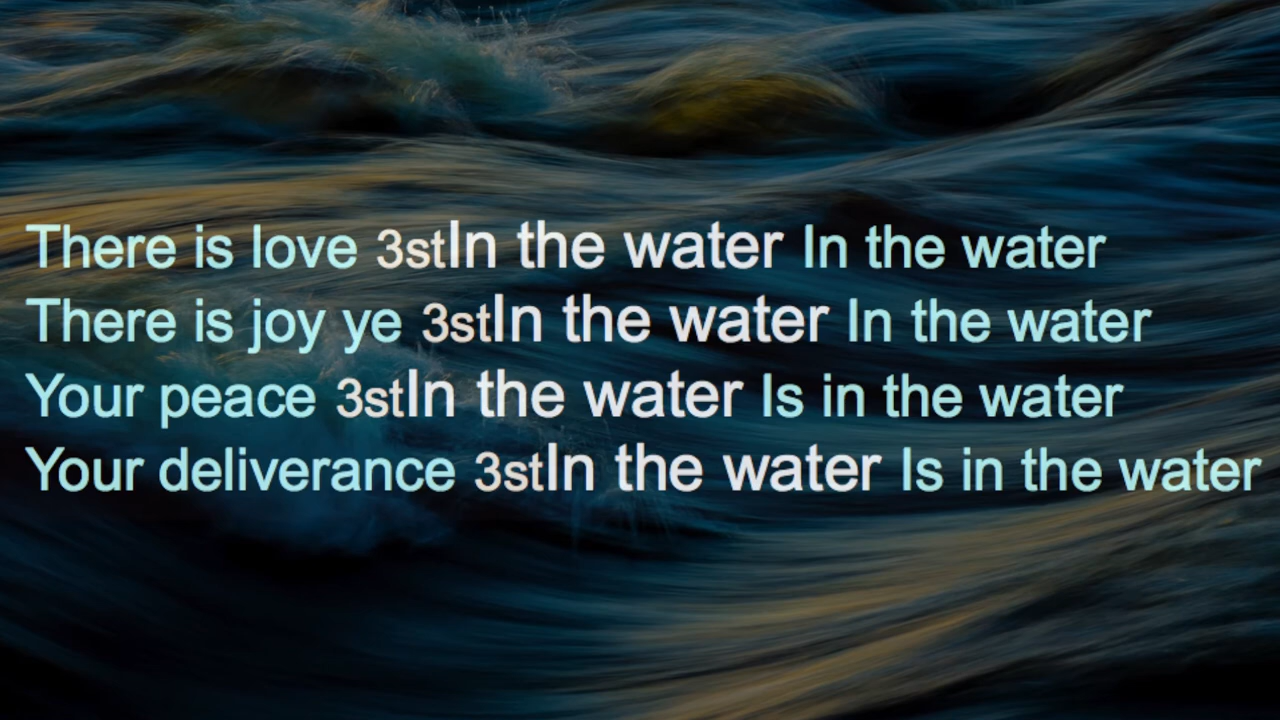 There is love 3stIn the water In the water
There is joy ye 3stIn the water In the water
Your peace 3stIn the water Is in the water
Your deliverance 3stIn the water Is in the water